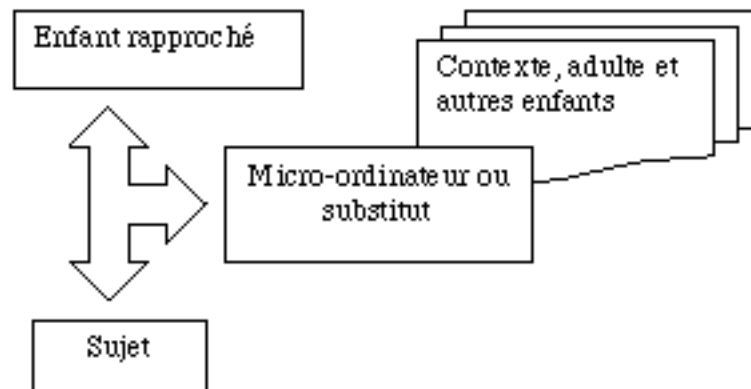 Enfant rapproché
Contexte, adulte et
autres enfants
Micro-ordinateur ou
substitut
Sujet